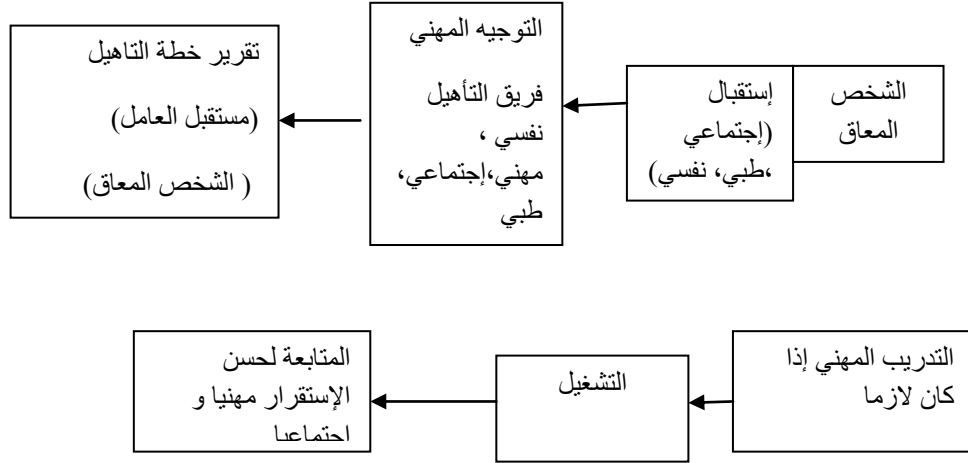 الشخص
المعاق
إستقبال
(إجتماعي
،طبي، نفسي)
التوجيه المهني
فريق التأهيل
نفسي ،
مهني،إجتماعي،
طبي
تقرير خطة التاهيل
(مستقبل العامل)
( الشخص المعاق)
التدريب المهني إذا
كان لازما
التشغيل
المتابعة لحسن
الإستقرار مهنيا و
اجتماعيا